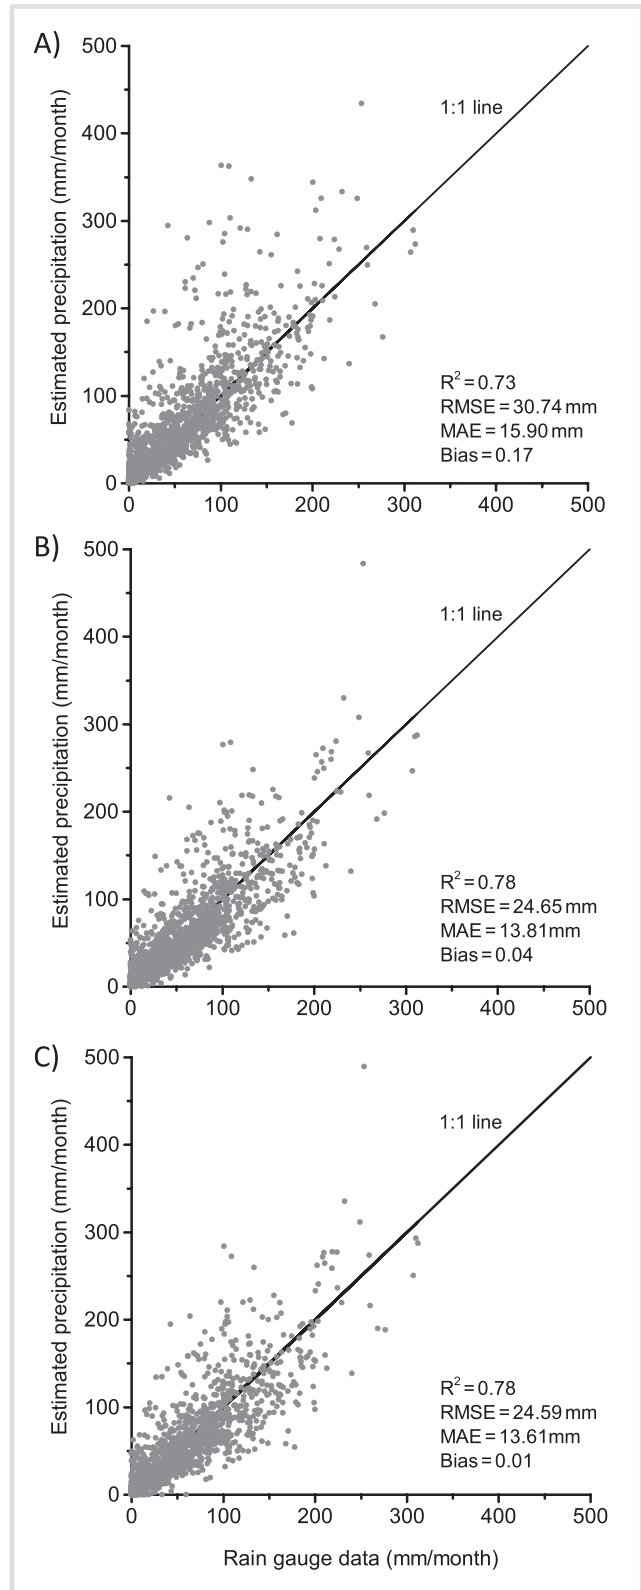 A)
500
400
300
200
100
0
Estimated precipitation (mm/month)
1:1 line
R² = 0.73
RMSE = 30.74 mm
MAE = 15.90 mm
Bias = 0.17
0 100 200 300 400 500
B)
500
400
300
200
100
0
Estimated precipitation (mm/month)
1:1 line
R² = 0.78
RMSE = 24.65 mm
MAE = 13.81mm
Bias = 0.04
0 100 200 300 400 500
C)
500
400
300
200
100
0
Estimated precipitation (mm/month)
1:1 line
R² = 0.78
RMSE = 24.59 mm
MAE = 13.61mm
Bias = 0.01
0 100 200 300 400 500
Rain gauge data (mm/month)